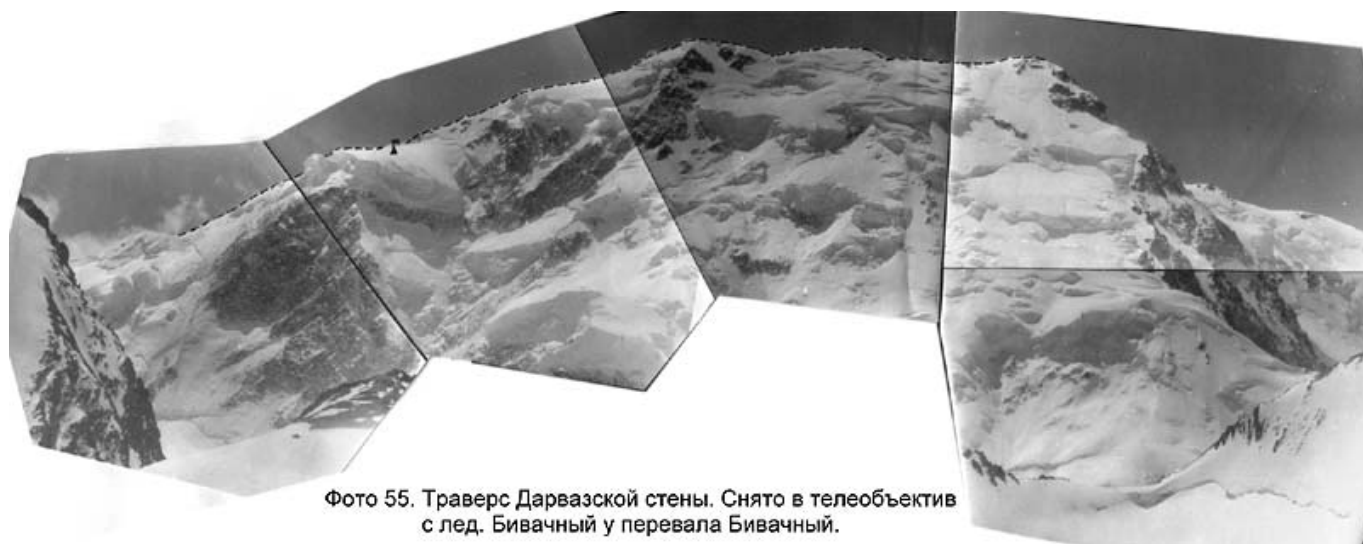 Фото 55. Траверс Дарвазской стены. Снято в телеобъектив
с лед. Бивачный у перевала Бивачный.